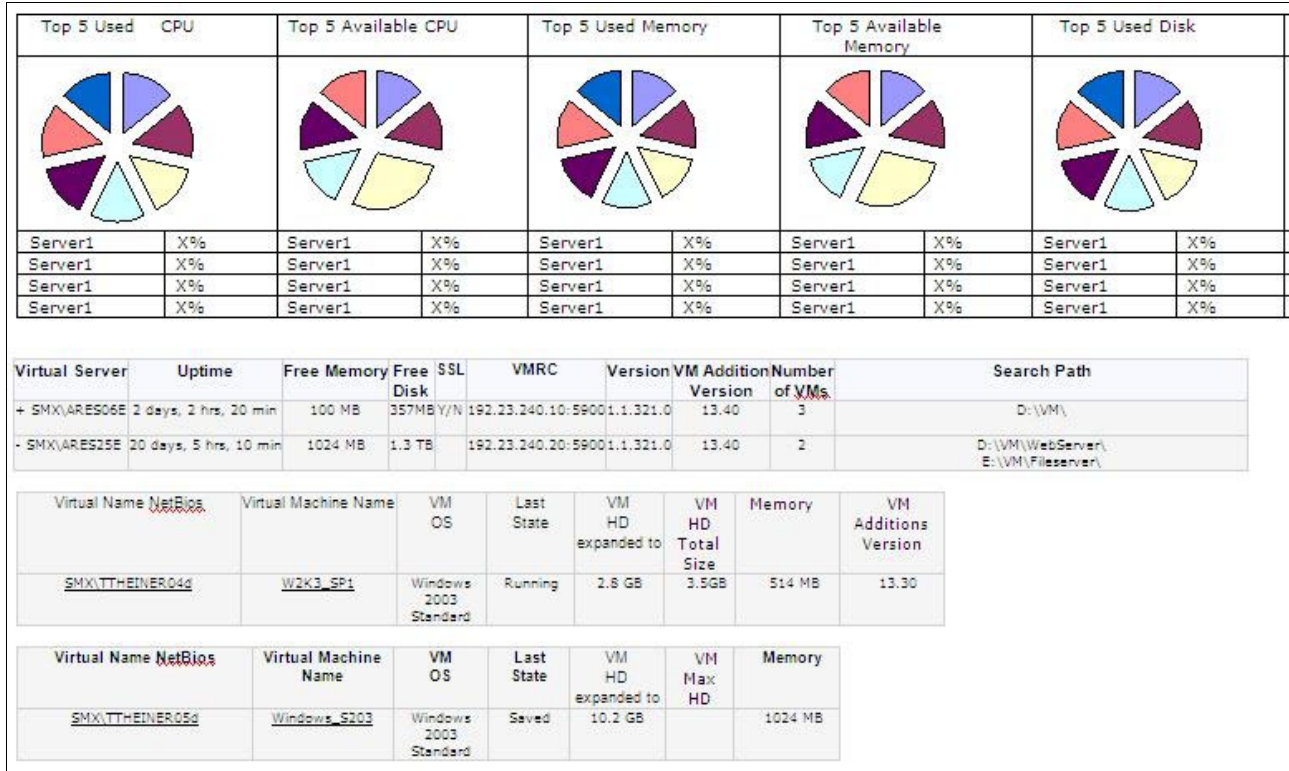 Top 5 Used CPU Top 5 Available CPU Top 5 Used Memory Top 5 Available Memory Top 5 Used Disk
Server1 X% Server1 X% Server1 X% Server1 X% Server1 X%
Server1 X% Server1 X% Server1 X% Server1 X% Server1 X%
Server1 X% Server1 X% Server1 X% Server1 X% Server1 X%
Server1 X% Server1 X% Server1 X% Server1 X% Server1 X%
Virtual Server Uptime Free Memory Free Disk SSL VMRC Version VM Addition Version Number of VMs Search Path
+ SMX\ARES06E 2 days, 2 hrs, 20 min 100 MB 357MB Y/N 192.23.240.10:5900 1.1.321.0 13.40 3 D:\VM\
- SMX\ARES25E 20 days, 5 hrs, 10 min 1024 MB 1.3 TB 192.23.240.20:5900 1.1.321.0 13.40 2 D:\VM\WebServer\
E:\VM\Fileserver\
Virtual Name NetBios Virtual Machine Name VM OS Last State VM HD expanded to VM HD Total Size Memory VM Additions Version
SMX\TTHEINER04d W2K3_SP1 Windows 2003 Standard Running 2.8 GB 3.5GB 514 MB 13.30
Virtual Name NetBios Virtual Machine Name VM OS Last State VM HD expanded to VM Max HD Memory
SMX\TTHEINER05d Windows_S203 Windows 2003 Standard Saved 10.2 GB 1024 MB